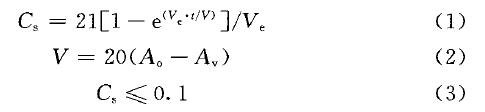 C_s = 21[1 − e^(V_e·t/V)]/V_e (1)
V = 20(A_o − A_v) (2)
C_s ⩽ 0.1 (3)